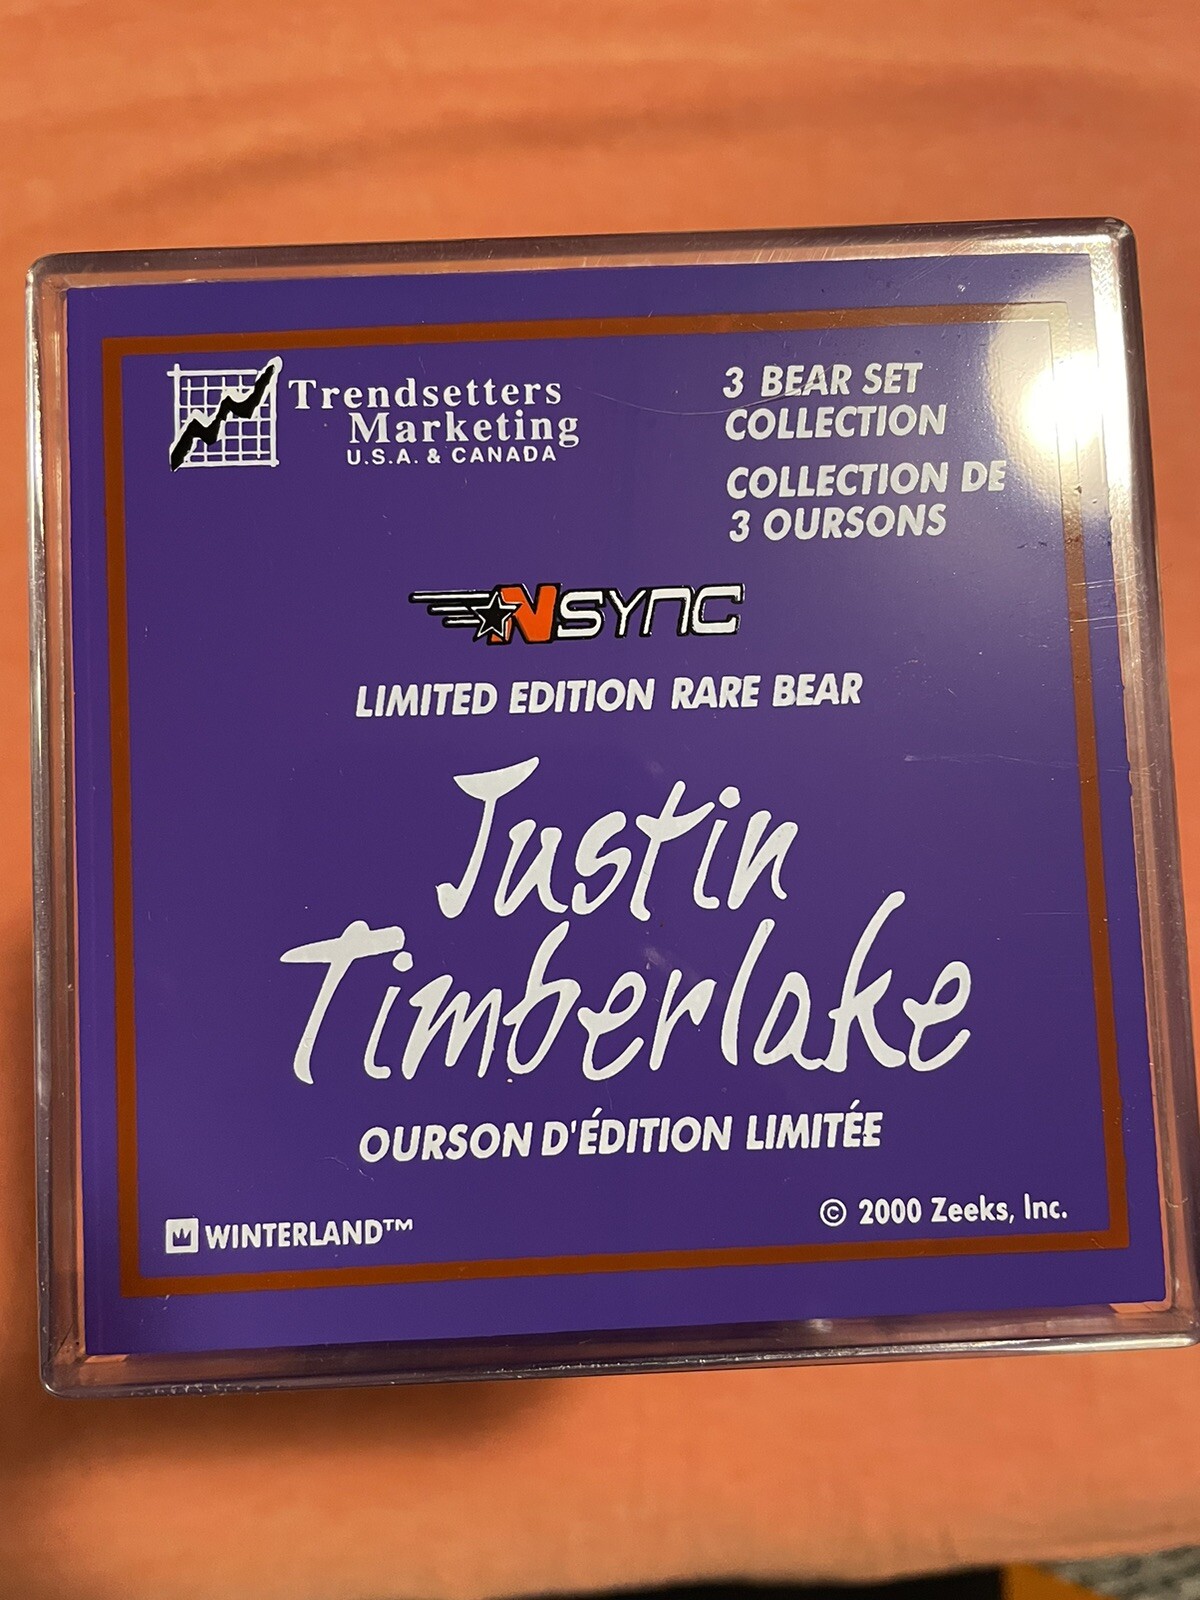 Trendsetters
Marketing
U.S.A. & CANADA
3 BEAR SET
COLLECTION
COLLECTION DE
3 OURSONS
NSYNC
LIMITED EDITION RARE BEAR
Justin
Timberlake
OURSON D'ÉDITION LIMITÉE
WINTERLAND™
© 2000 Zeeks, Inc.